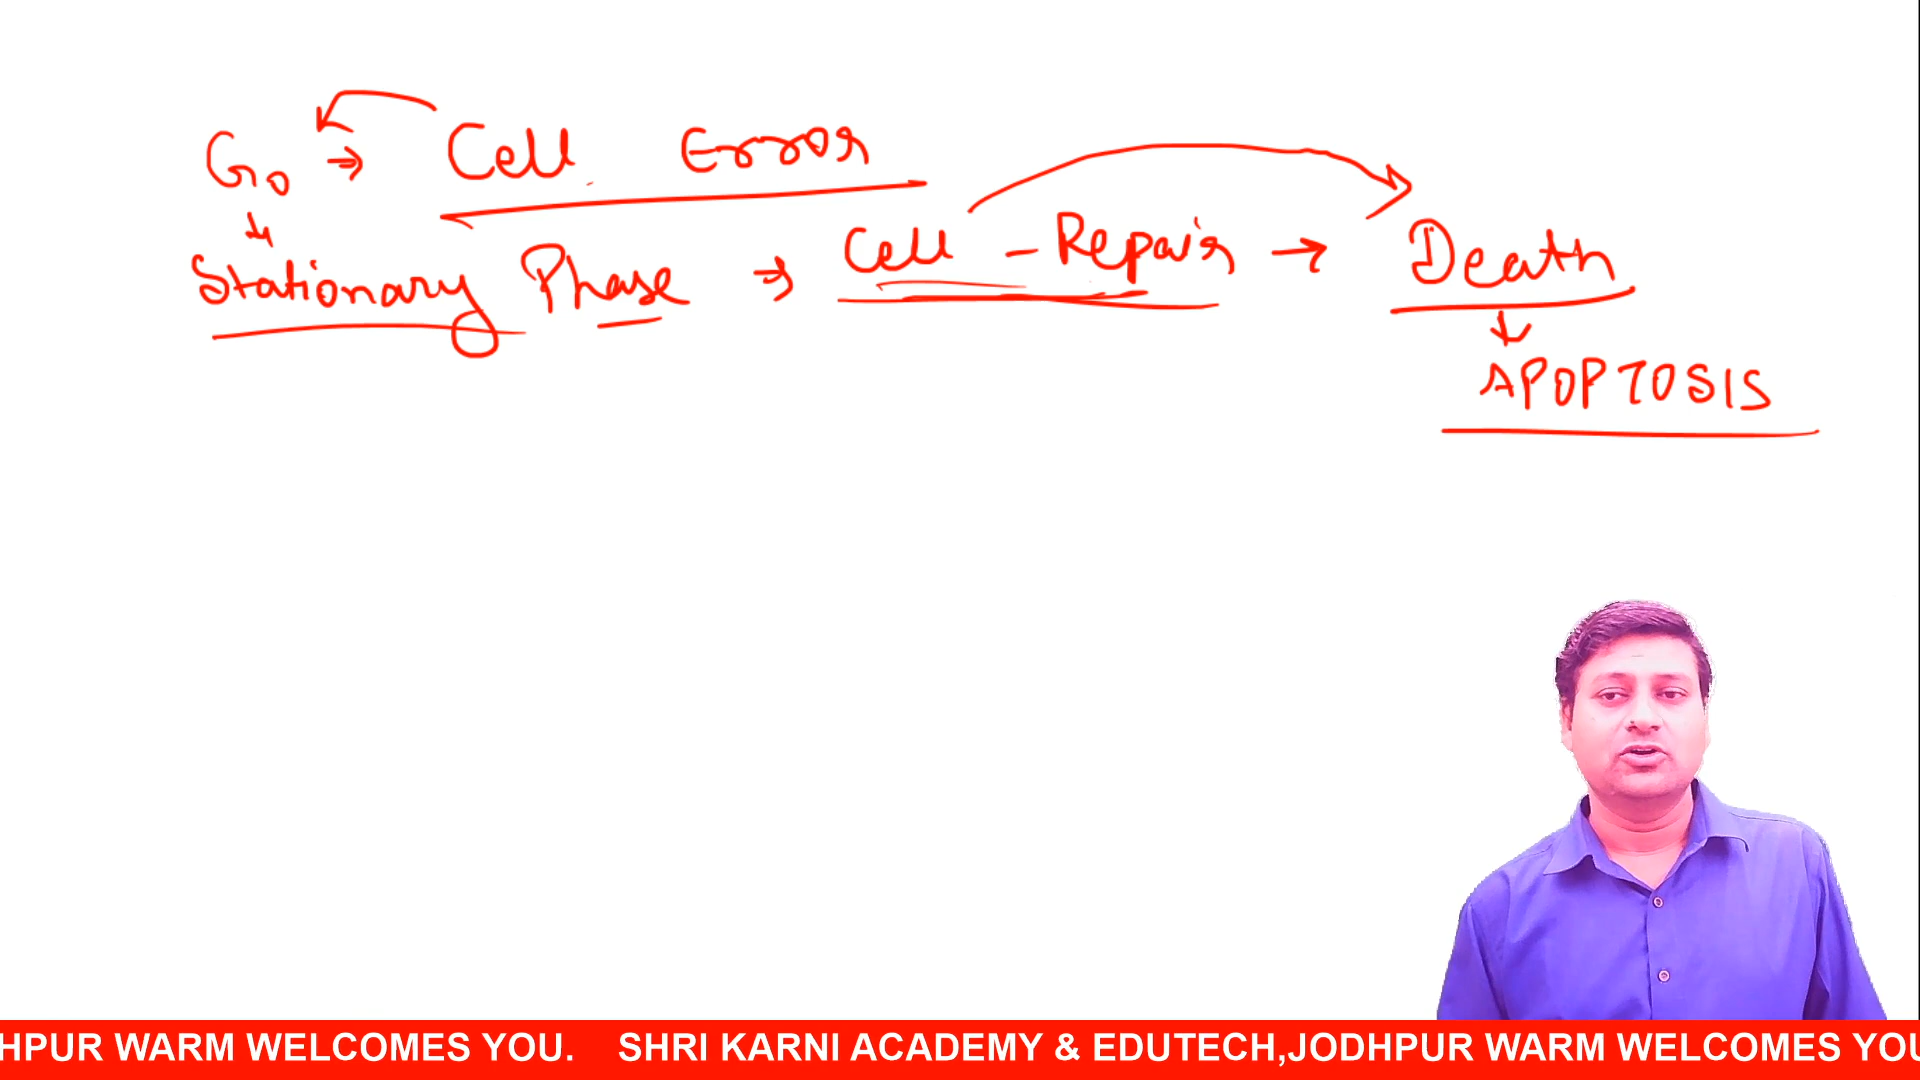 G0 → Cell Error
↓
Stationary Phase → Cell - Repair → Death
↓
APOPTOSIS
HPUR WARM WELCOMES YOU. SHRI KARNI ACADEMY & EDUTECH,JODHPUR WARM WELCOMES YOU